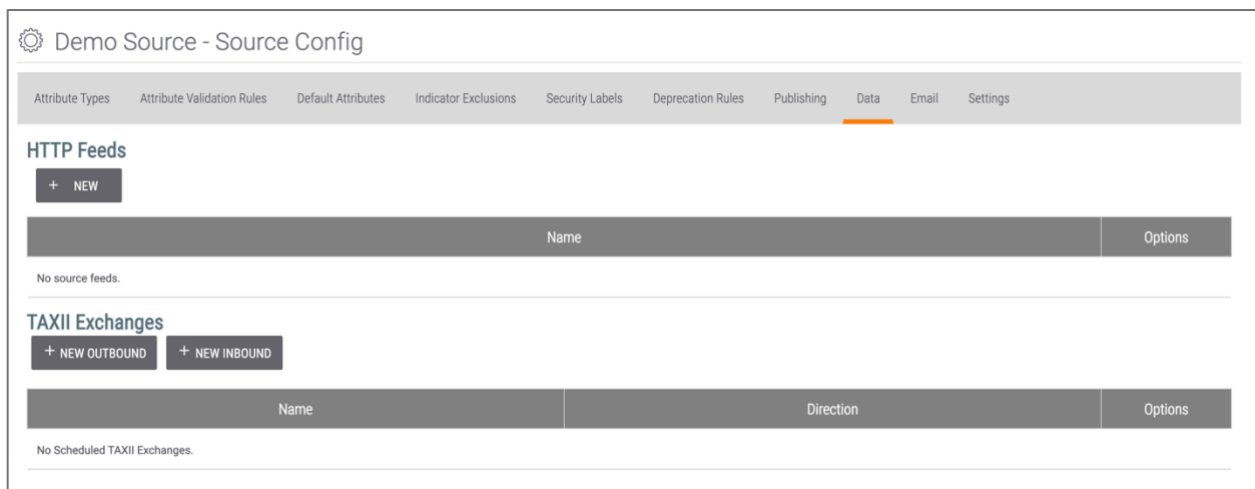 Demo Source - Source Config
Attribute Types Attribute Validation Rules Default Attributes Indicator Exclusions Security Labels Deprecation Rules Publishing Data Email Settings
HTTP Feeds
+ NEW
Name Options
No source feeds.
TAXII Exchanges
+ NEW OUTBOUND + NEW INBOUND
Name Direction Options
No Scheduled TAXII Exchanges.